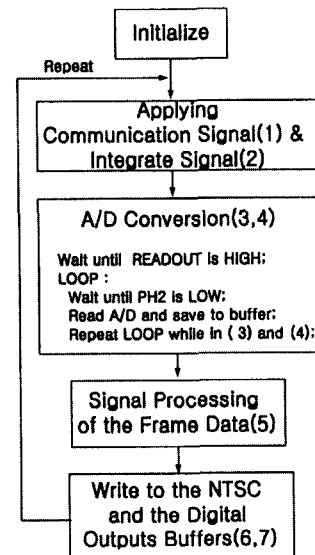 Initialize
Repeat
Applying
Communication Signal(1) &
Integrate Signal(2)
A/D Conversion(3,4)
Wait until READOUT is HIGH;
LOOP :
Wait until PH2 is LOW;
Read A/D and save to buffer;
Repeat LOOP while in ( 3) and (4);
Signal Processing
of the Frame Data(5)
Write to the NTSC
and the Digital
Outputs Buffers(6,7)